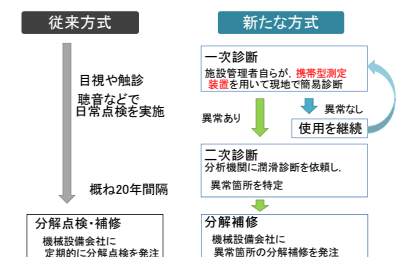 従来方式
目視や触診
聴音などで
日常点検を実施
概ね20年間隔
分解点検・補修
機械設備会社に
定期的に分解点検を発注
新たな方式
一次診断
施設管理者自らが，携帯型測定
装置を用いて現地で簡易診断
異常あり
異常なし
使用を継続
二次診断
分析機関に潤滑診断を依頼し，
異常箇所を特定
分解補修
機械設備会社に
異常箇所の分解補修を発注